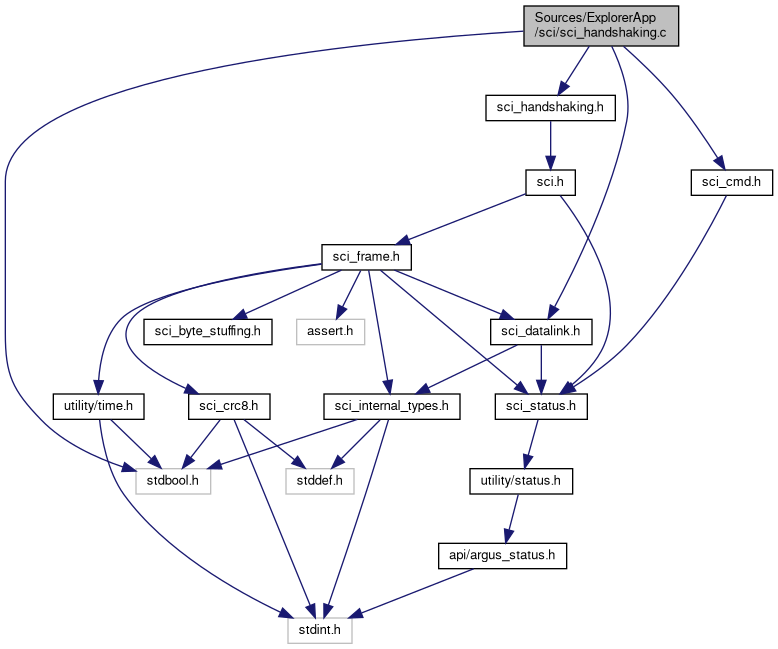 Sources/ExplorerApp
/sci/sci_handshaking.c
sci_handshaking.h
sci.h
sci_cmd.h
sci_frame.h
sci_byte_stuffing.h
assert.h
sci_datalink.h
utility/time.h
sci_crc8.h
sci_internal_types.h
sci_status.h
stdbool.h
stddef.h
utility/status.h
api/argus_status.h
stdint.h